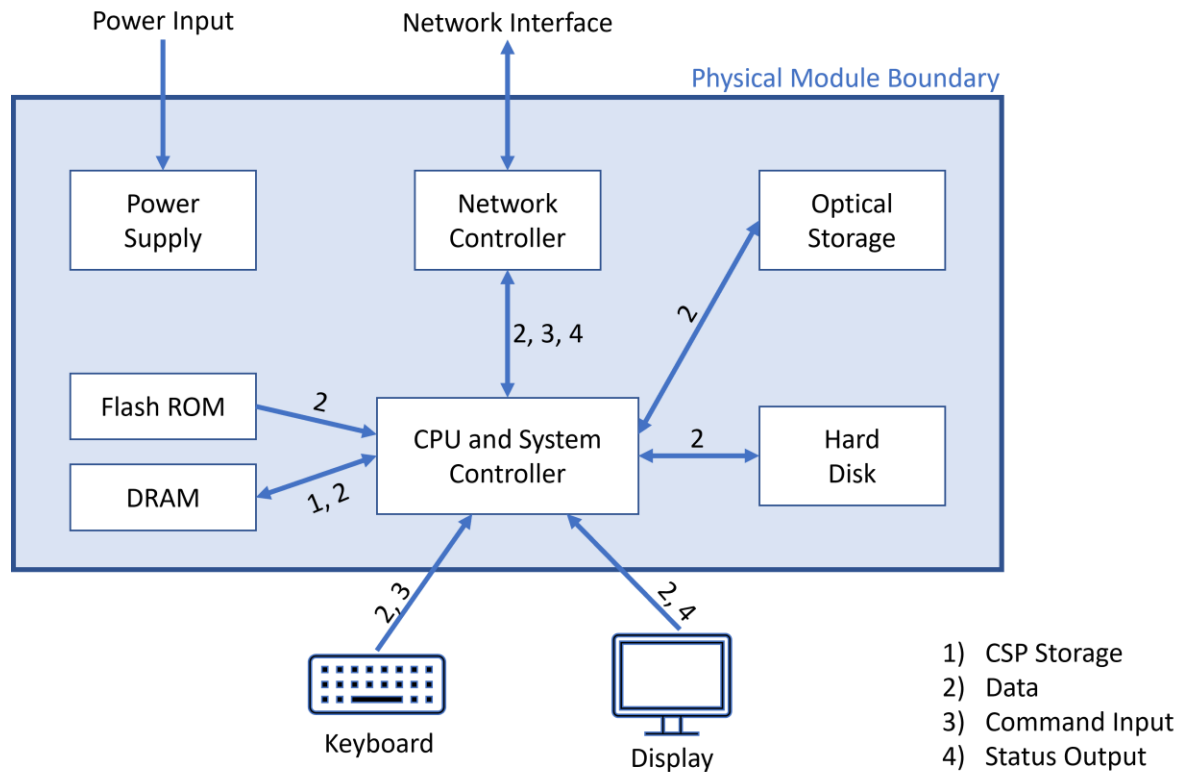 Power Input
Network Interface
Physical Module Boundary
Power
Supply
Network
Controller
Optical
Storage
2, 3, 4
2
Flash ROM
2
CPU and System
Controller
2
Hard
Disk
DRAM
1, 2
2, 3
2, 4
Keyboard
Display
1) CSP Storage
2) Data
3) Command Input
4) Status Output